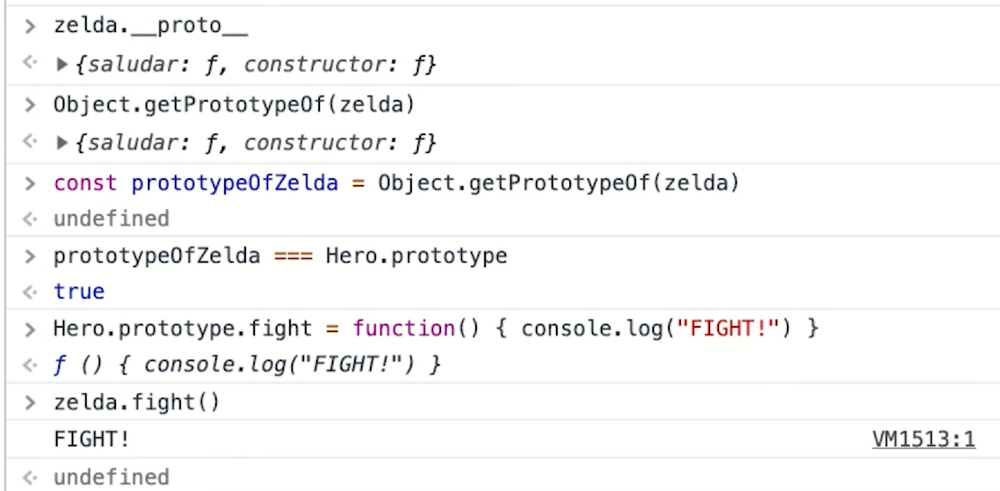 > zelda.__proto__
<· ▶{saludar: ƒ, constructor: ƒ}
> Object.getPrototypeOf(zelda)
<· ▶{saludar: ƒ, constructor: ƒ}
> const prototypeOfZelda = Object.getPrototypeOf(zelda)
<· undefined
> prototypeOfZelda === Hero.prototype
<· true
> Hero.prototype.fight = function() { console.log("FIGHT!") }
<· ƒ () { console.log("FIGHT!") }
> zelda.fight()
FIGHT! VM1513:1
<· undefined